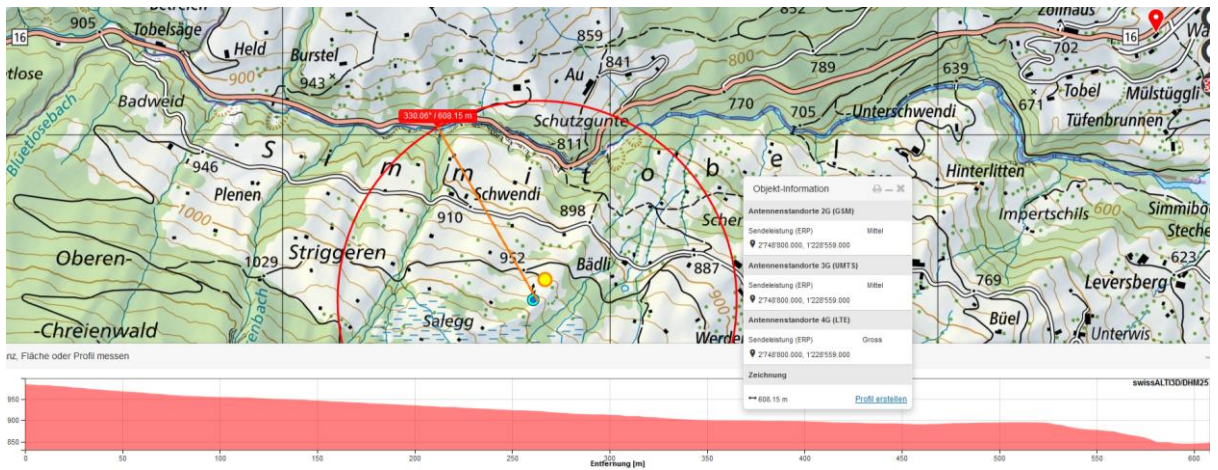 905
Tobelsäge
16
Held
Burstel
943
900
859
Au
841
852
800
789
Zollhaus
702
16
639
671
Tobel
Mülstüggli
Tüfenbrunnen
Badweid
Bluetlosebach
330.06° / 608.15 m
Schutzgunte
811
770
705
Unterschwendi
S i m m i t o b e l
946
Plenen
1000
Schwendi
910
898
Hinterlitten
Impertschils
600
Simmibo
Steche
Striggeren
952
Bädli
887
Oberen-
1029
769
623
Leversberg
-Chreienwald
Salegg
900
Büel
Unterwis
Objekt-Information
Antennenstandorte 2G (GSM)
Sendeleistung (ERP) Mittel
2'748'800.000, 1'228'559.000
Antennenstandorte 3G (UMTS)
Sendeleistung (ERP) Mittel
2'748'800.000, 1'228'559.000
Antennenstandorte 4G (LTE)
Sendeleistung (ERP) Gross
2'748'800.000, 1'228'559.000
Zeichnung
608.15 m Profil erstellen
nz, Fläche oder Profil messen
swissALTI3D/DHM25
950
900
850
0 50 100 150 200 250 300 350 400 450 500 550 600
Entfernung [m]